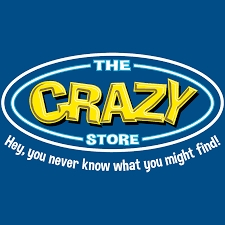 THE
CRAZY
STORE
Hey, you never know what you might find!